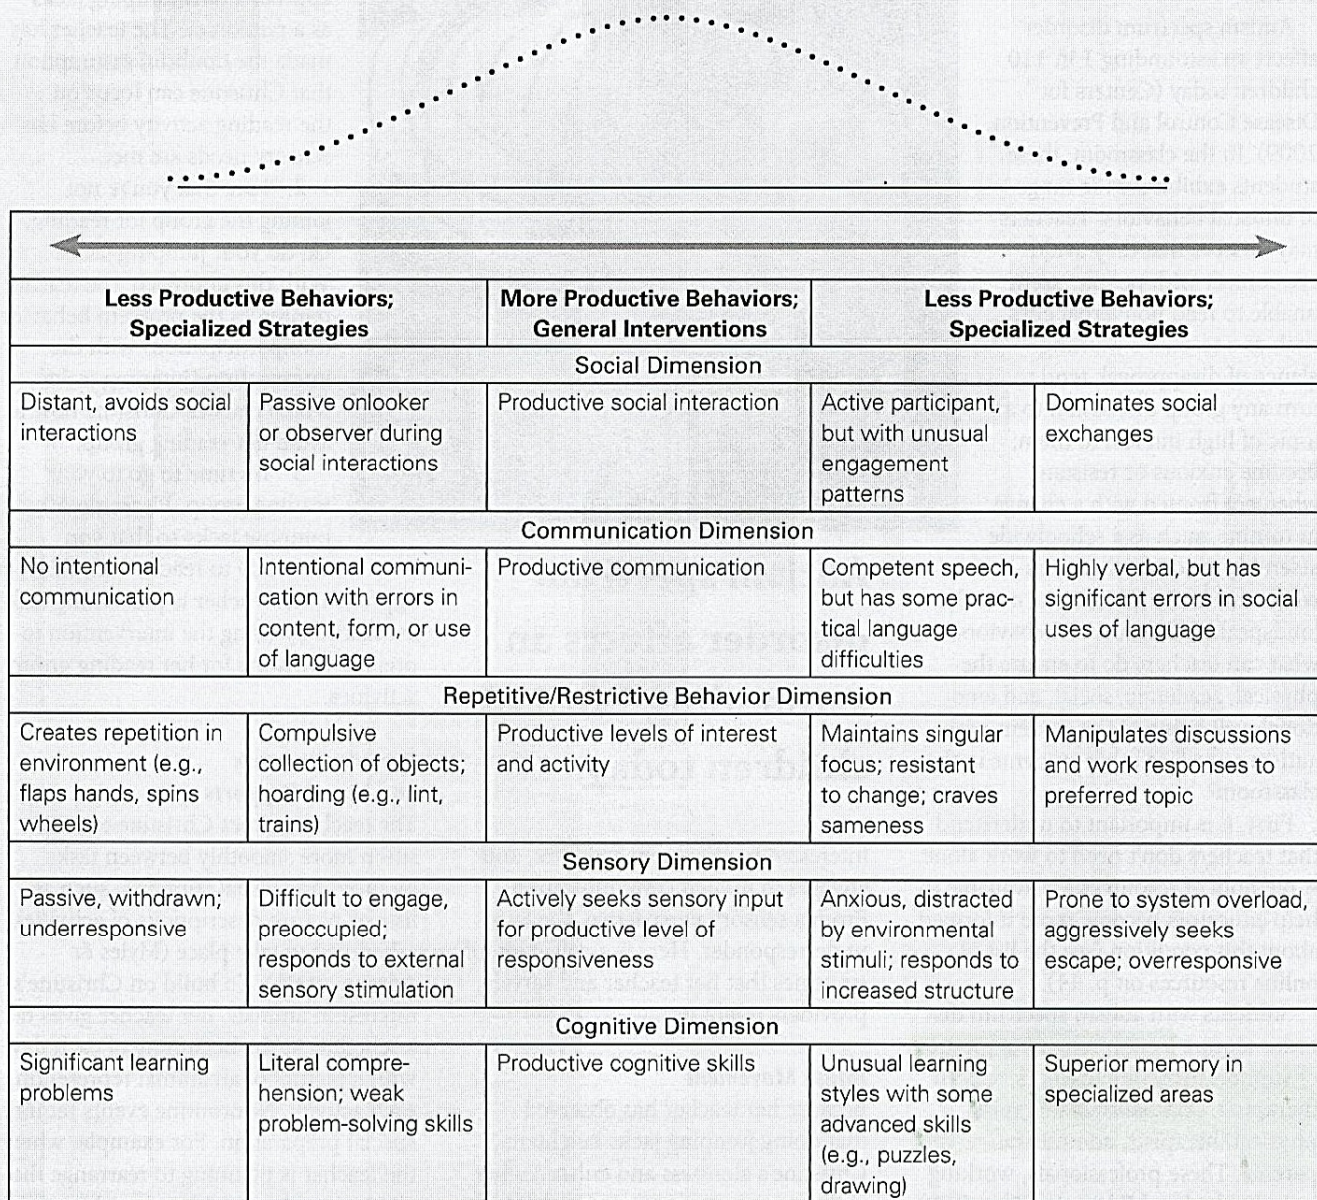 Less Productive Behaviors;
Specialized Strategies
More Productive Behaviors;
General Interventions
Less Productive Behaviors;
Specialized Strategies
Social Dimension
Distant, avoids social
interactions
Passive onlooker
or observer during
social interactions
Productive social interaction
Active participant,
but with unusual
engagement
patterns
Dominates social
exchanges
Communication Dimension
No intentional
communication
Intentional communi-
cation with errors in
content, form, or use
of language
Productive communication
Competent speech,
but has some prac-
tical language
difficulties
Highly verbal, but has
significant errors in social
uses of language
Repetitive/Restrictive Behavior Dimension
Creates repetition in
environment (e.g.,
flaps hands, spins
wheels)
Compulsive
collection of objects;
hoarding (e.g., lint,
trains)
Productive levels of interest
and activity
Maintains singular
focus; resistant
to change; craves
sameness
Manipulates discussions
and work responses to
preferred topic
Sensory Dimension
Passive, withdrawn;
underresponsive
Difficult to engage,
preoccupied;
responds to external
sensory stimulation
Actively seeks sensory input
for productive level of
responsiveness
Anxious, distracted
by environmental
stimuli; responds to
increased structure
Prone to system overload,
aggressively seeks
escape; overresponsive
Cognitive Dimension
Significant learning
problems
Literal compre-
hension; weak
problem-solving skills
Productive cognitive skills
Unusual learning
styles with some
advanced skills
(e.g., puzzles,
drawing)
Superior memory in
specialized areas